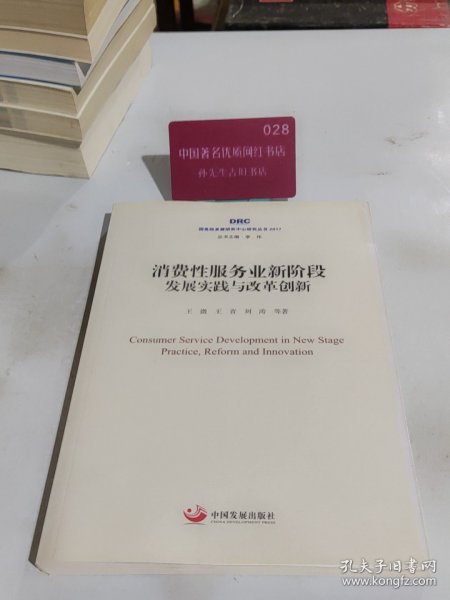 028
中国著名优质网红书店
孙先生古旧书店
DRC
国务院发展研究中心研究丛书2017
丛书主编·李伟
消费性服务业新阶段
发展实践与改革创新
王微 王青 刘涛 等著
Consumer Service Development in New Stage
Practice, Reform and Innovation
中国发展出版社
CHINA DEVELOPMENT PRESS
孔夫子旧书网
www.kongfz.com